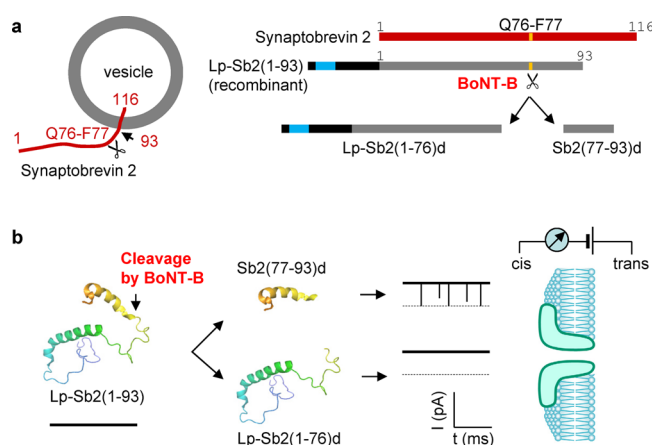 a
vesicle
116
1
Q76-F77
93
Synaptobrevin 2
1
Q76-F77
116
Synaptobrevin 2
Lp-Sb2(1-93)
(recombinant)
1
93
BoNT-B
Lp-Sb2(1-76)d
Sb2(77-93)d
b
Cleavage
by BoNT-B
Sb2(77-93)d
cis
trans
Lp-Sb2(1-93)
Lp-Sb2(1-76)d
I (pA)
t (ms)